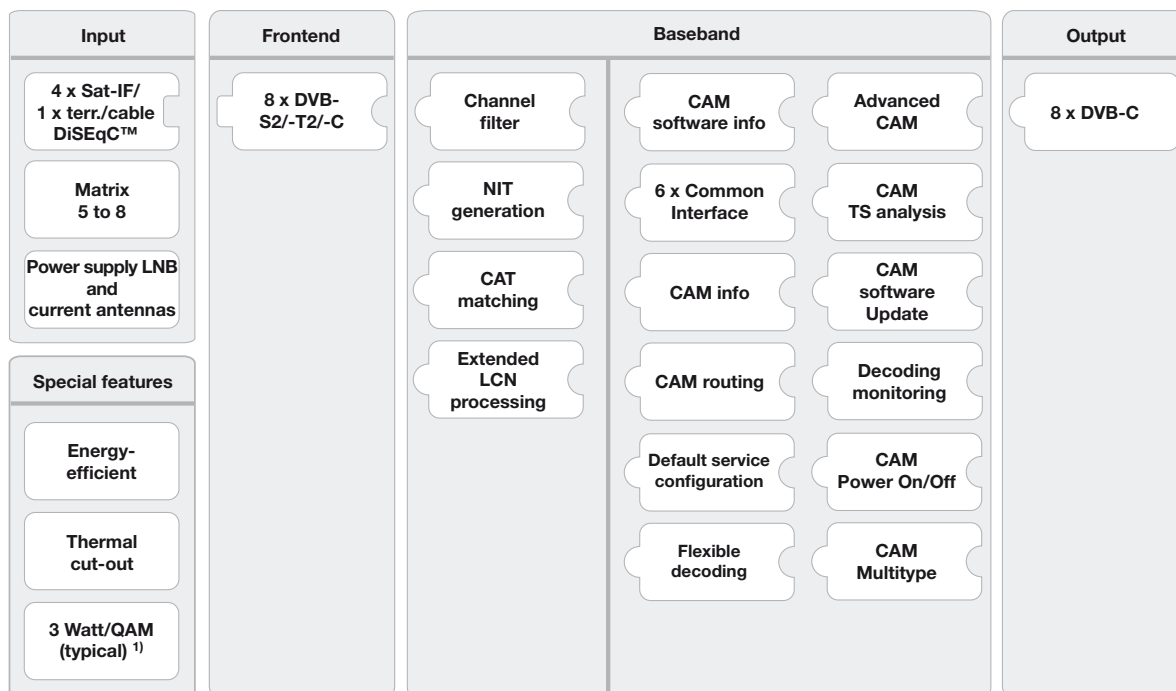 Input
4 x Sat-IF/
1 x terr./cable
DiSEqC™
Matrix
5 to 8
Power supply LNB
and
current antennas
Special features
Energy-
efficient
Thermal
cut-out
3 Watt/QAM
(typical) 1)
Frontend
8 x DVB-
S2/-T2/-C
Baseband
Channel
filter
NIT
generation
CAT
matching
Extended
LCN
processing
CAM
software info
6 x Common
Interface
CAM info
CAM routing
Default service
configuration
Flexible
decoding
Advanced
CAM
CAM
TS analysis
CAM
software
Update
Decoding
monitoring
CAM
Power On/Off
CAM
Multitype
Output
8 x DVB-C